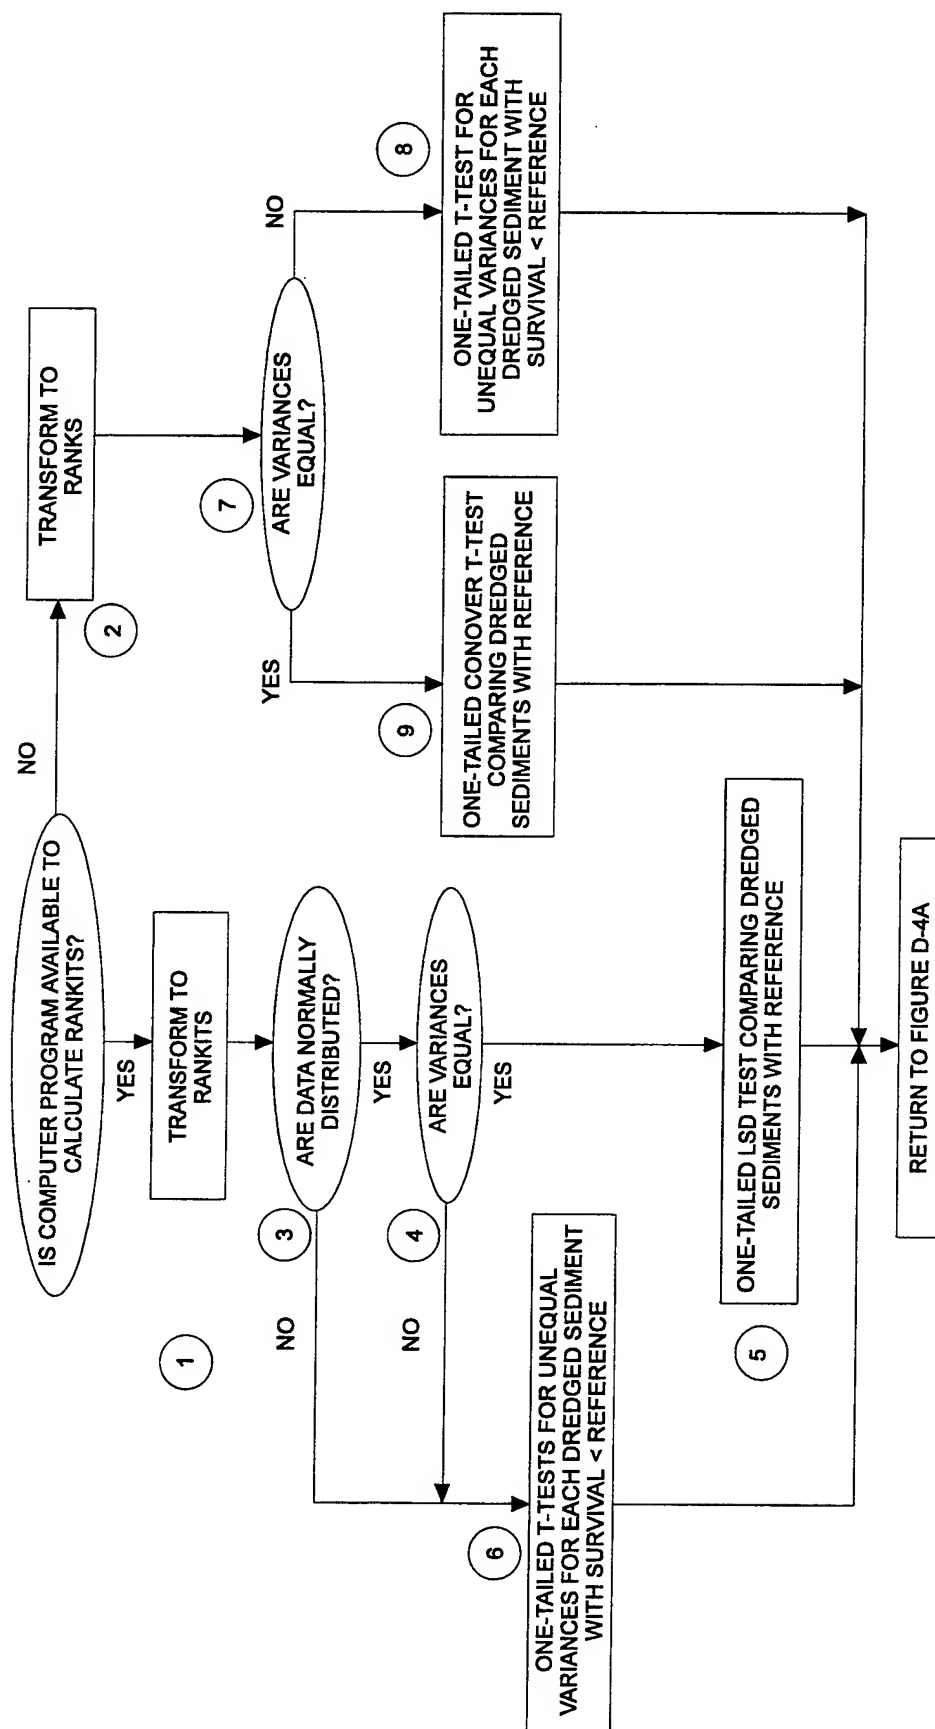 IS COMPUTER PROGRAM AVAILABLE TO
CALCULATE RANKITS?
NO
TRANSFORM TO
RANKS
2
YES
1
TRANSFORM TO
RANKITS
3
ARE DATA NORMALLY
DISTRIBUTED?
NO
YES
4
ARE VARIANCES
EQUAL?
NO
YES
7
ARE VARIANCES
EQUAL?
YES
NO
6
ONE-TAILED T-TESTS FOR UNEQUAL
VARIANCES FOR EACH DREDGED SEDIMENT
WITH SURVIVAL < REFERENCE
9
ONE-TAILED CONOVER T-TEST
COMPARING DREDGED
SEDIMENTS WITH REFERENCE
8
ONE-TAILED T-TEST FOR
UNEQUAL VARIANCES FOR EACH
DREDGED SEDIMENT WITH
SURVIVAL < REFERENCE
5
ONE-TAILED LSD TEST COMPARING DREDGED
SEDIMENTS WITH REFERENCE
RETURN TO FIGURE D-4A